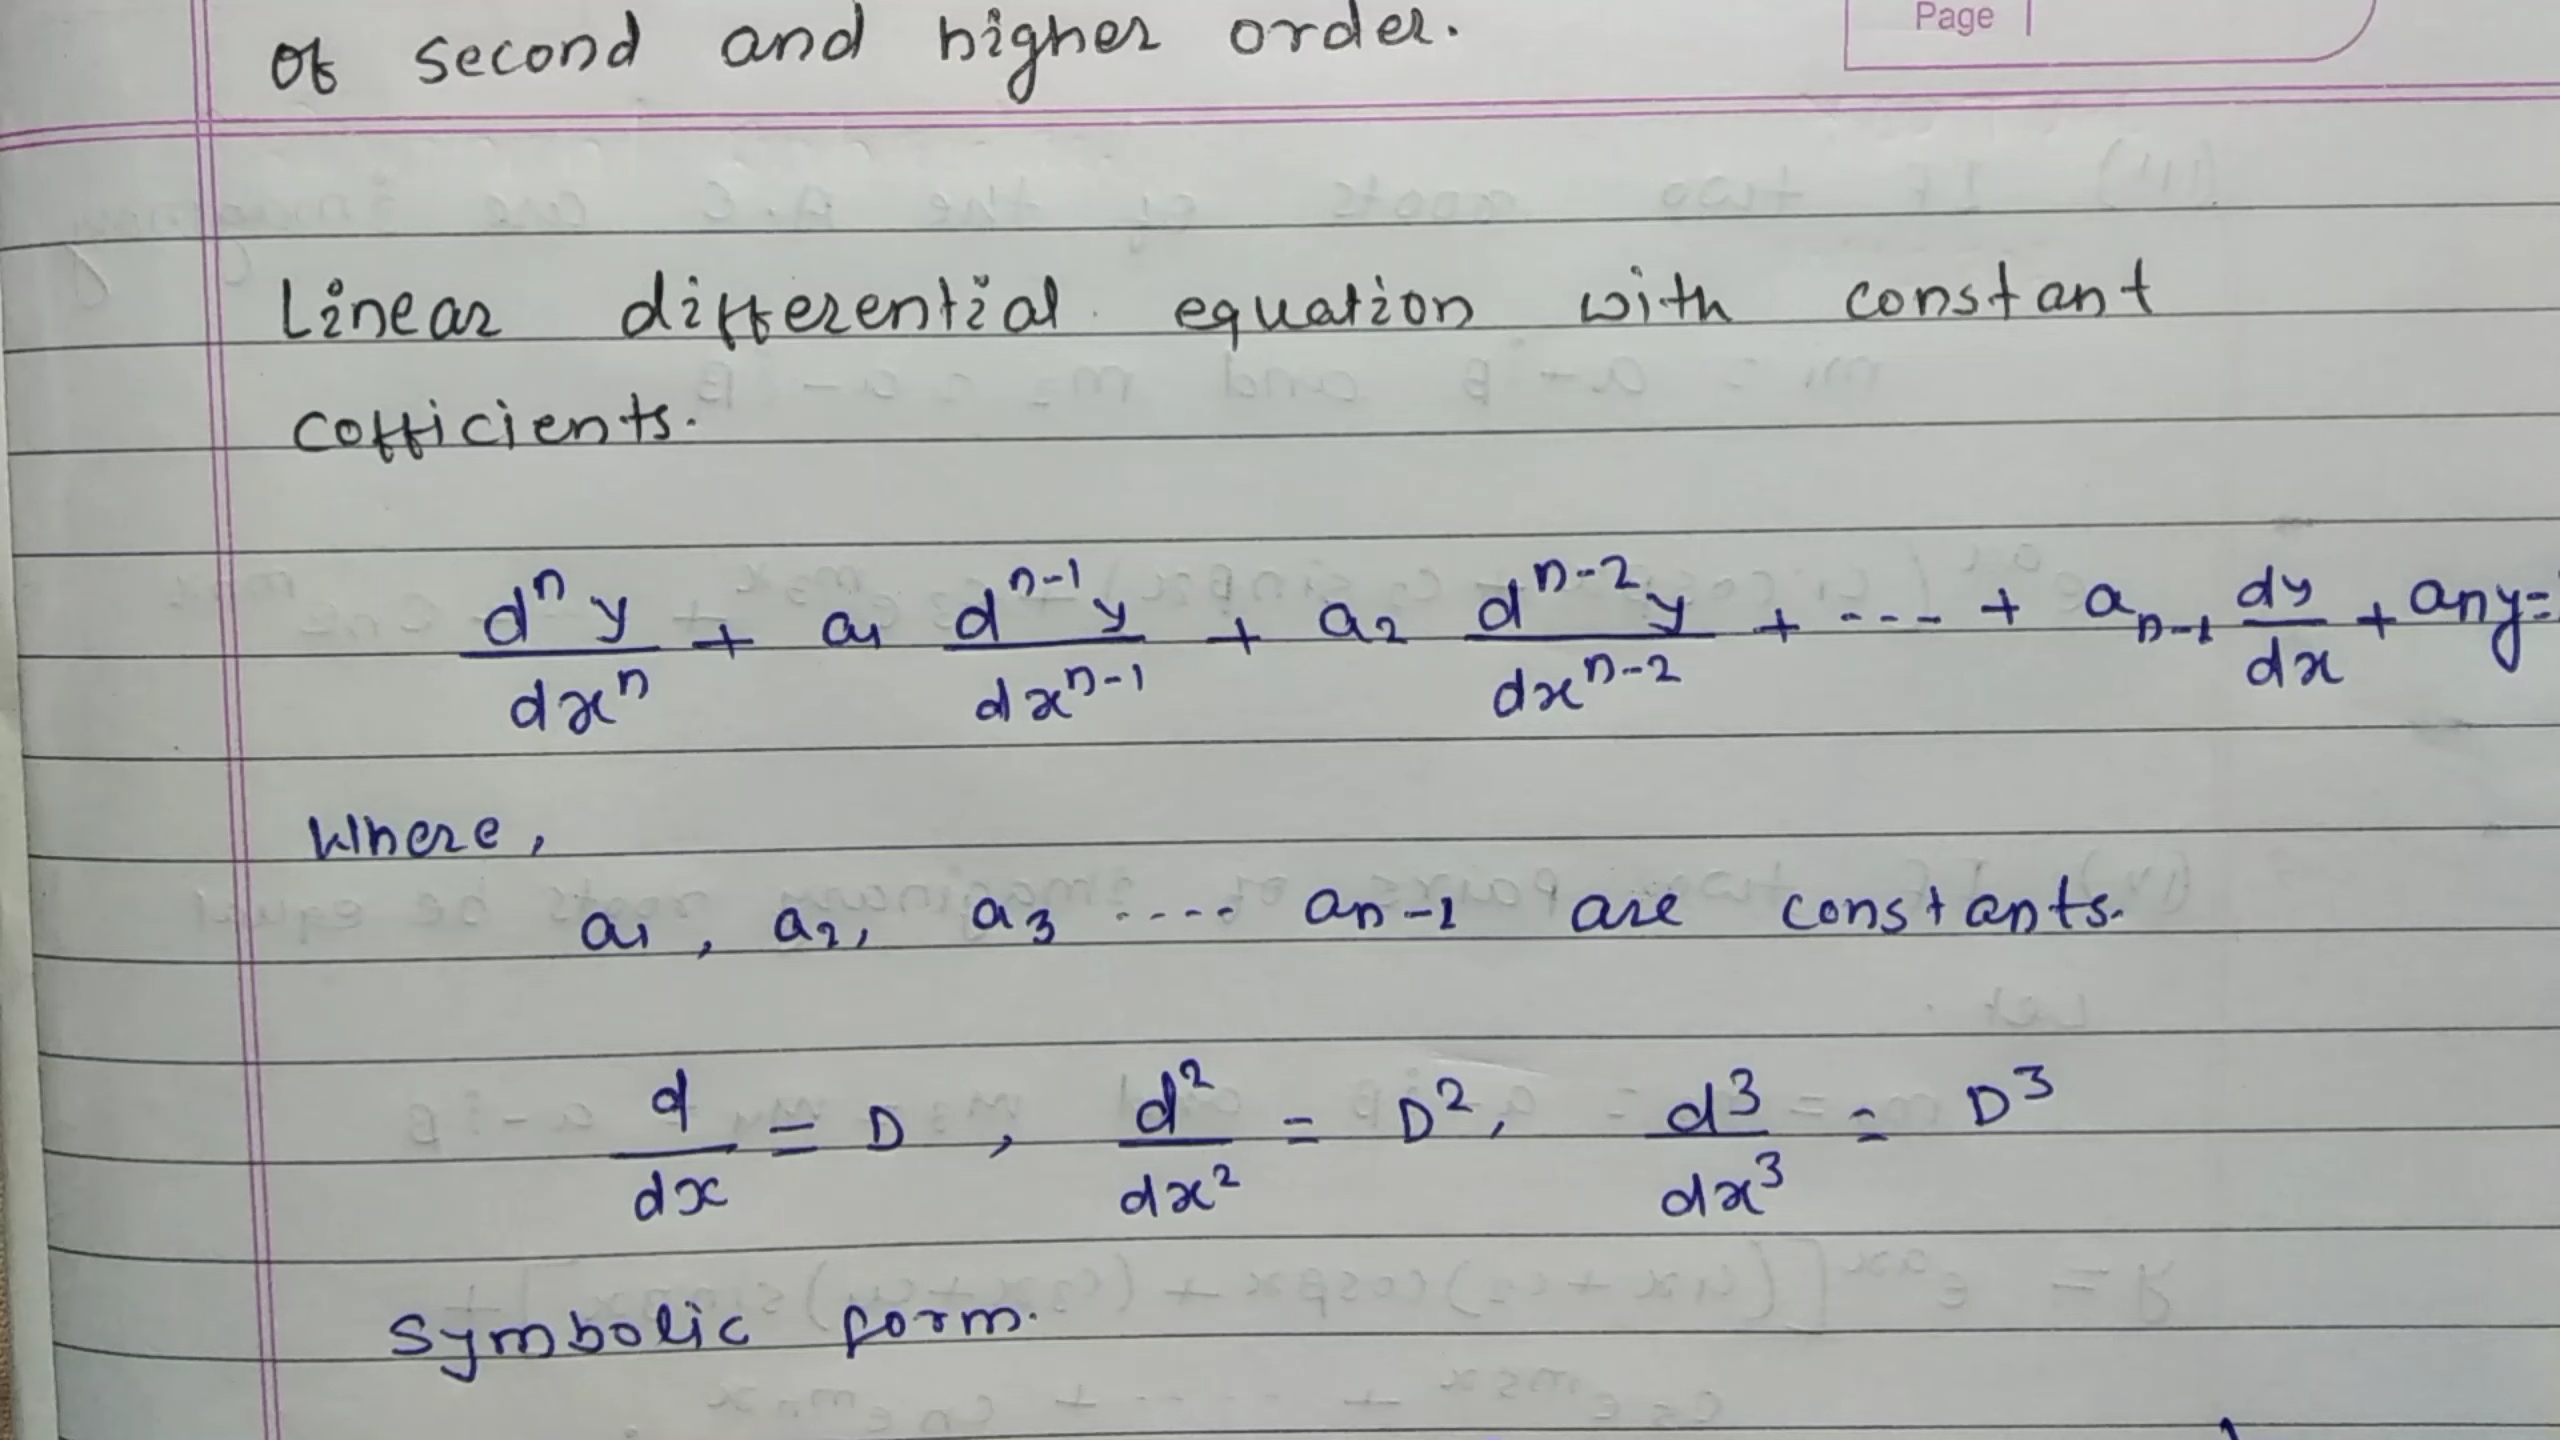 Page
of second and higher order.
Linear differential equation with constant
cofficients.
dⁿy/dxⁿ + a₁ dⁿ⁻¹y/dxⁿ⁻¹ + a₂ dⁿ⁻²y/dxⁿ⁻² + ---- + aₙ₋₁ dy/dx + any=
Where,
a₁, a₂, a₃ ---- an-1 are constants.
d/dx = D, d²/dx² = D², d³/dx³ = D³
Symbolic form.